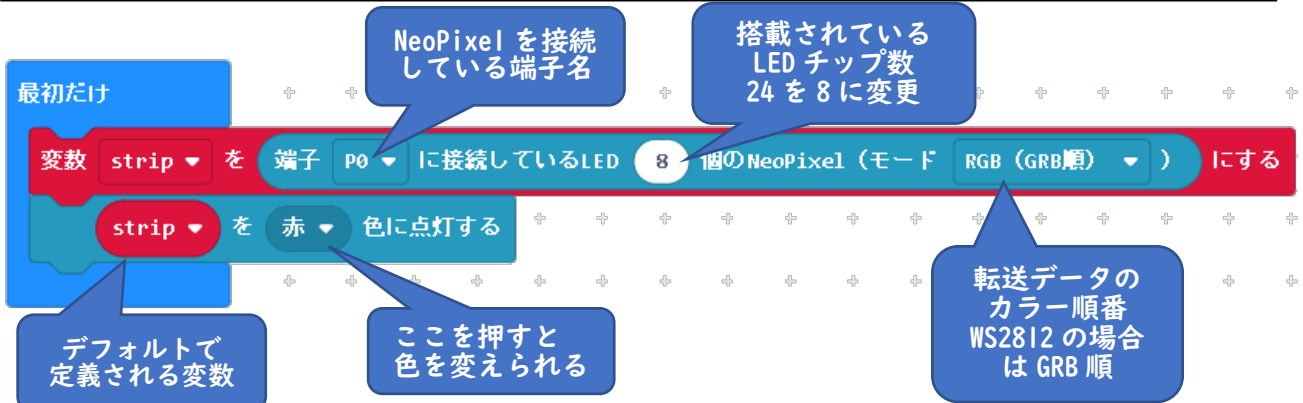 NeoPixel を接続
している端子名
搭載されている
LED チップ数
24 を 8 に変更
最初だけ
変数 strip を 端子 P0 に接続しているLED 8 個のNeoPixel (モード RGB (GRB順) ) にする
strip を 赤 色に点灯する
デフォルトで
定義される変数
ここを押すと
色を変えられる
転送データの
カラー順番
WS2812 の場合
は GRB 順